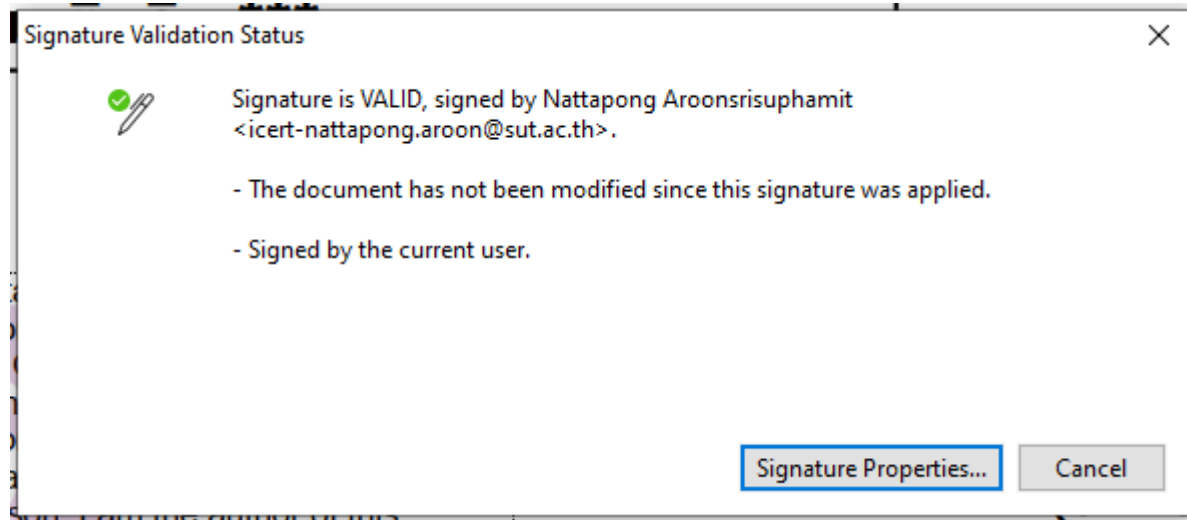 Signature Validation Status
Signature is VALID, signed by Nattapong Aroonsrisuphamit
<icert-nattapong.aroon@sut.ac.th>.
- The document has not been modified since this signature was applied.
- Signed by the current user.
Signature Properties...
Cancel